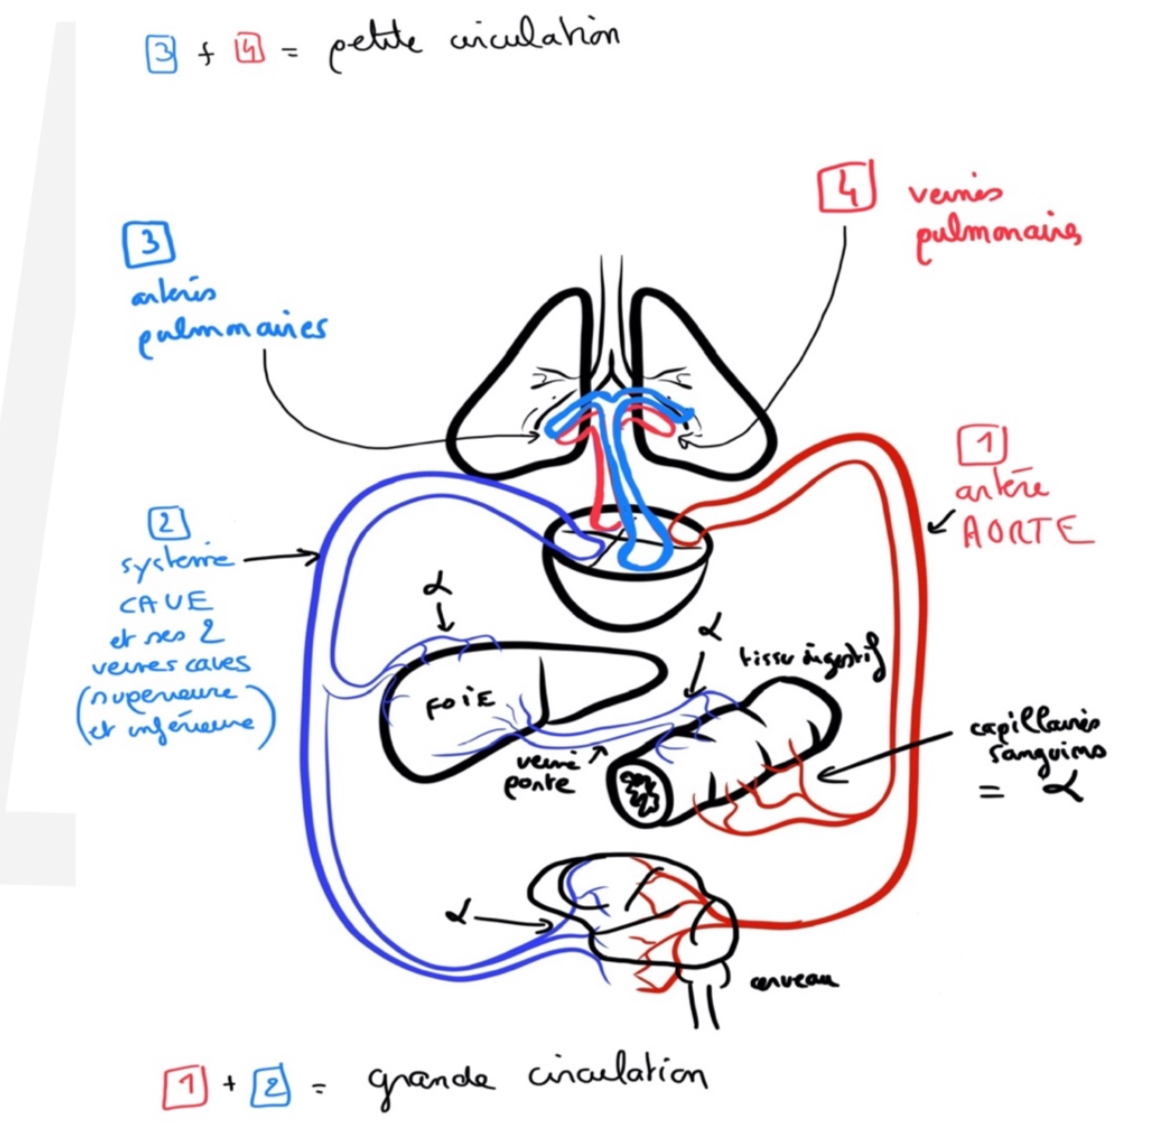 3 + 4 = petite circulation
4 veines
pulmonaires
3
artères
pulmonaires
1
artère
AORTE
2
système
CAVE
et ses 2
veines caves
(supérieure
et inférieure)
α
α
tissu digestif
FOIE
veine
porte
capillaires
sanguins
= α
α
cerveau
1 + 2 = grande circulation